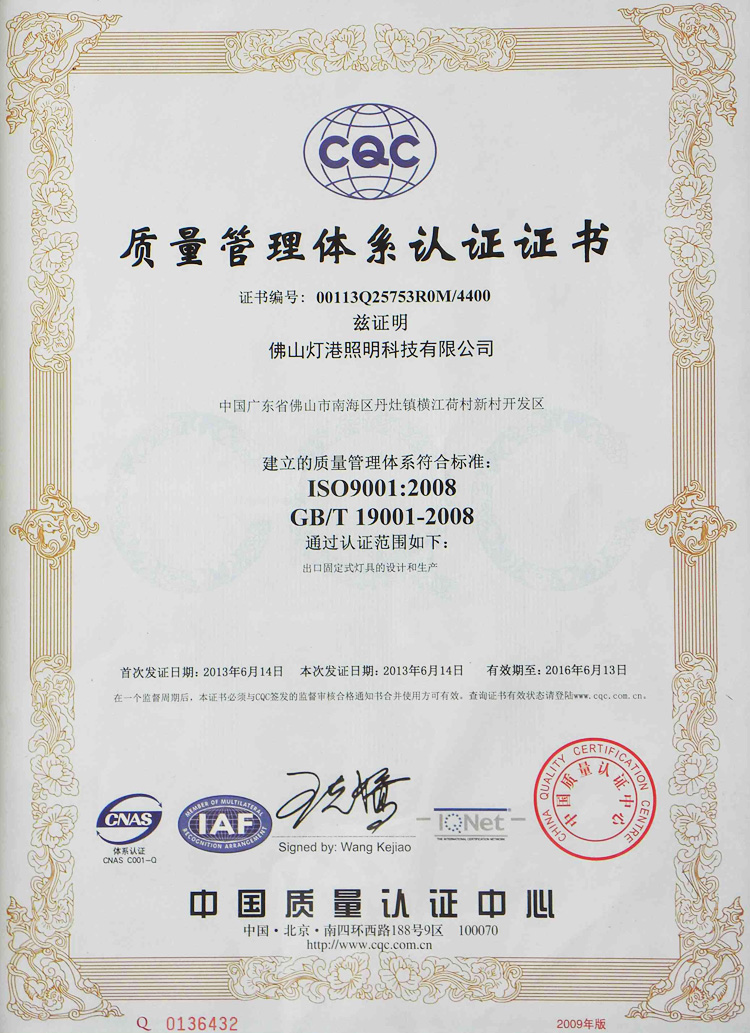 CQC
质量管理体系认证证书
证书编号: 00113Q25753R0M/4400
兹证明
佛山灯港照明科技有限公司
中国广东省佛山市南海区丹灶镇横江荷村新村开发区
建立的质量管理体系符合标准:
ISO9001:2008
GB/T 19001-2008
通过认证范围如下:
出口固定式灯具的设计和生产
首次发证日期: 2013年6月14日 本次发证日期: 2013年6月14日 有效期至: 2016年6月13日
在一个监督周期后，本证书必须与CQC签发的监督审核合格通知书合并使用方可有效。查询证书有效状态请登陆www.cqc.com.cn。
CNAS
体系认证
CNAS C001-Q
MEMBER OF MULTILATERAL
IAF
RECOGNITION ARRANGEMENT
王克娇
Signed by: Wang Kejiao
IQNet
THE INTERNATIONAL CERTIFICATION NETWORK
CHINA QUALITY CERTIFICATION CENTRE
中国质量认证中心
中国质量认证中心
中国·北京·南四环西路188号9区 100070
http://www.cqc.com.cn
Q 0136432
2009年版